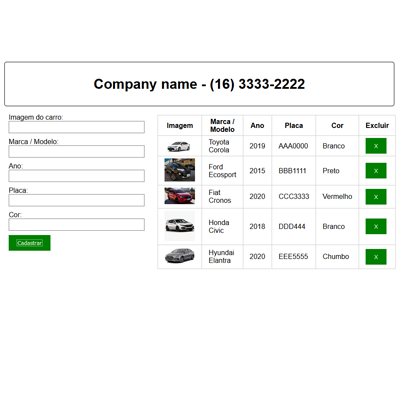 Company name - (16) 3333-2222
Imagem do carro:
Marca / Modelo:
Ano:
Placa:
Cor:
Cadastrar
Imagem Marca / Modelo Ano Placa Cor Excluir
Toyota Corola 2019 AAA0000 Branco X
Ford Ecosport 2015 BBB1111 Preto X
Fiat Cronos 2020 CCC3333 Vermelho X
Honda Civic 2018 DDD444 Branco X
Hyundai Elantra 2020 EEE5555 Chumbo X